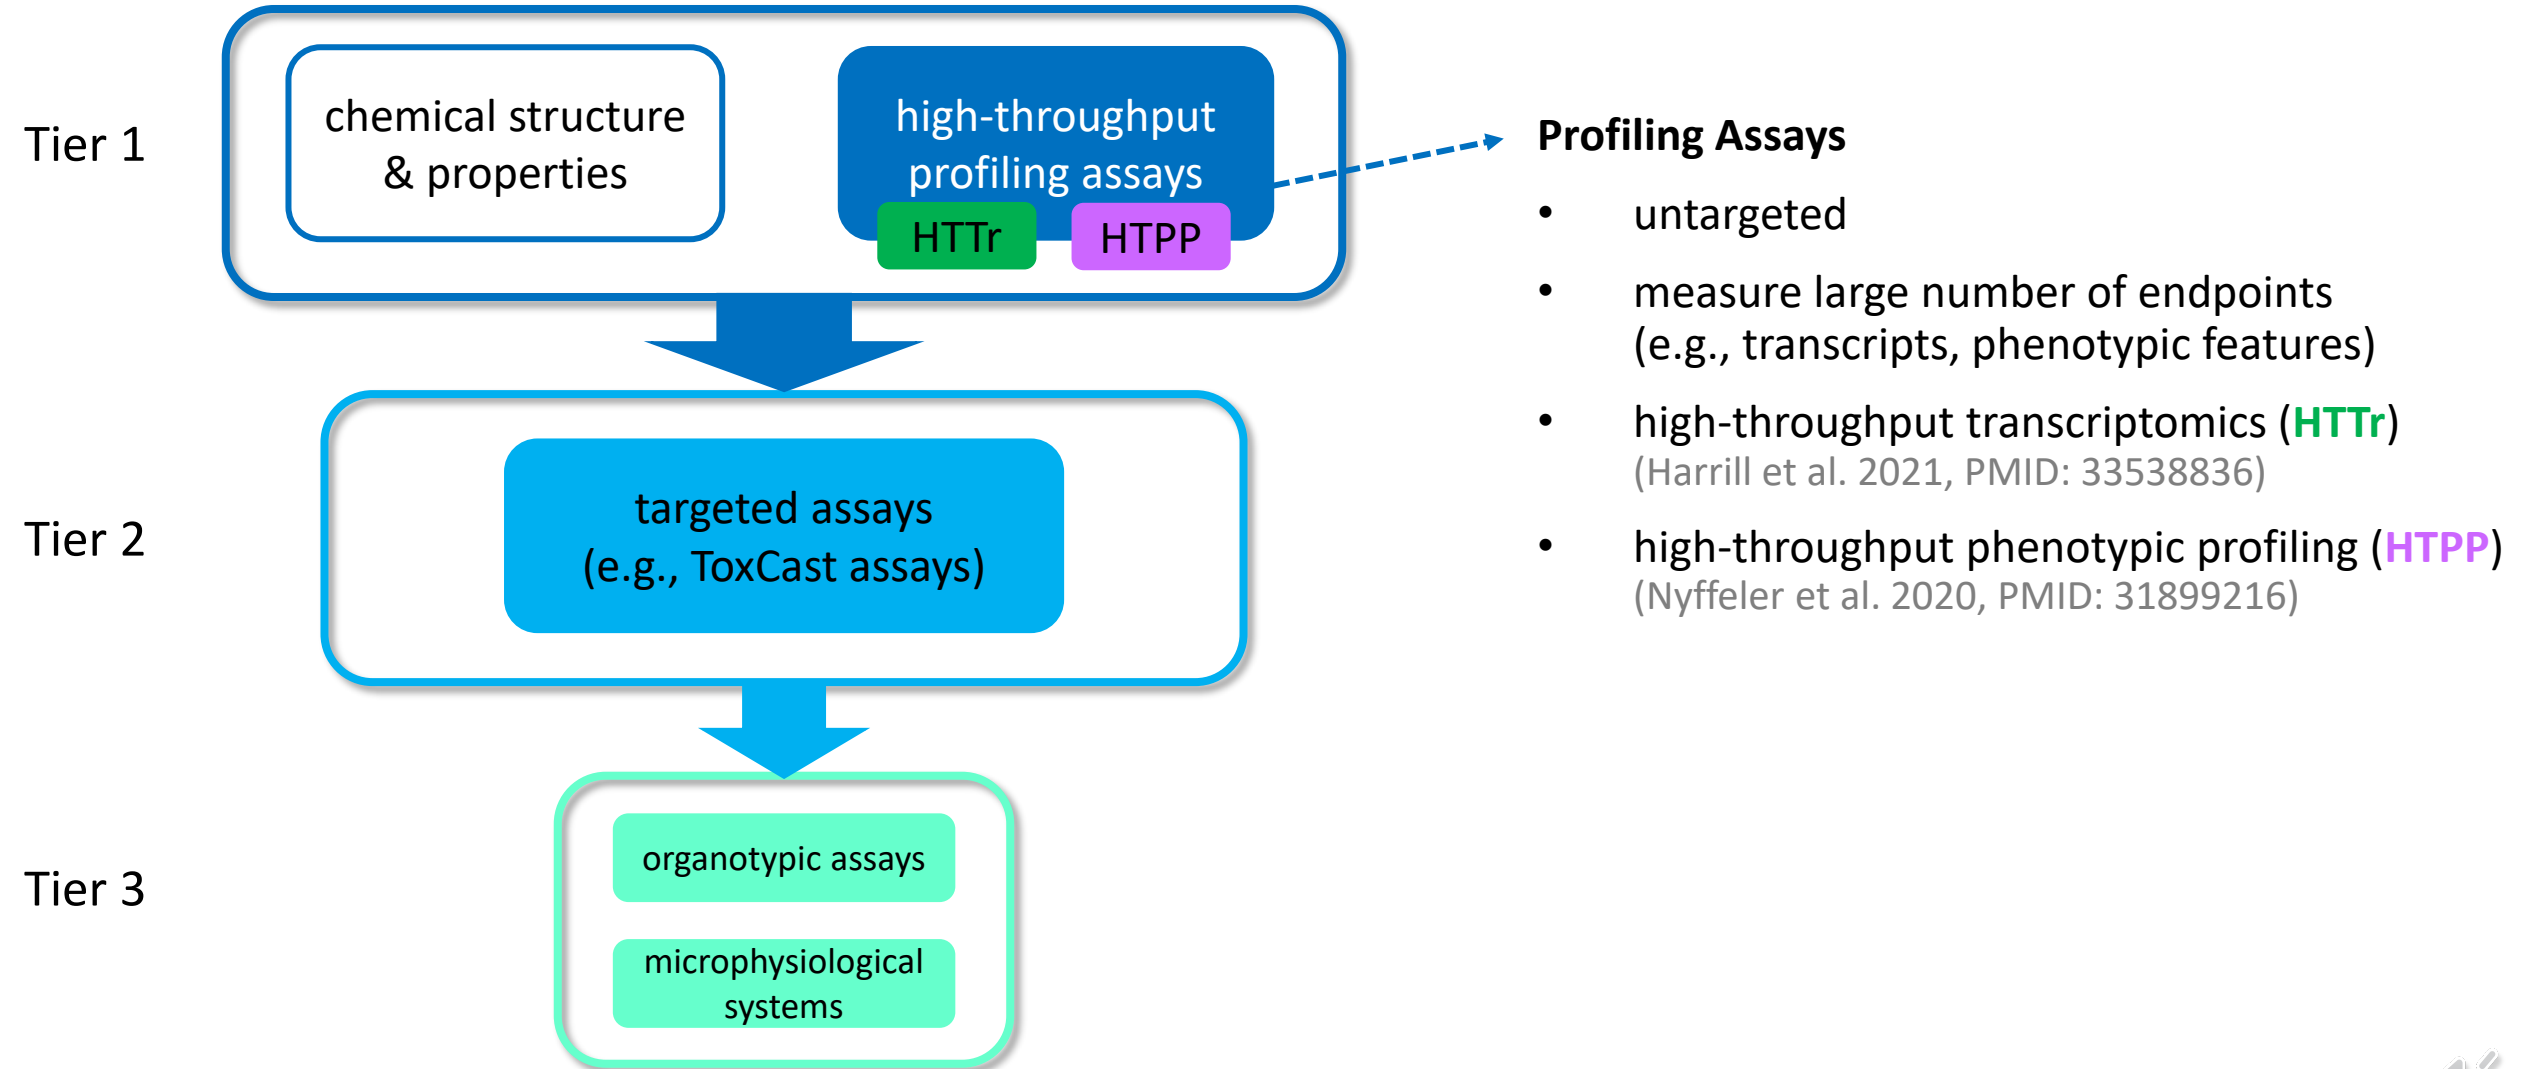 Tier 1
chemical structure
& properties
high-throughput
profiling assays
HTTr
HTPP
Tier 2
targeted assays
(e.g., ToxCast assays)
Tier 3
organotypic assays
microphysiological
systems
Profiling Assays
• untargeted
• measure large number of endpoints
(e.g., transcripts, phenotypic features)
• high-throughput transcriptomics (HTTr)
(Harrill et al. 2021, PMID: 33538836)
• high-throughput phenotypic profiling (HTPP)
(Nyffeler et al. 2020, PMID: 31899216)